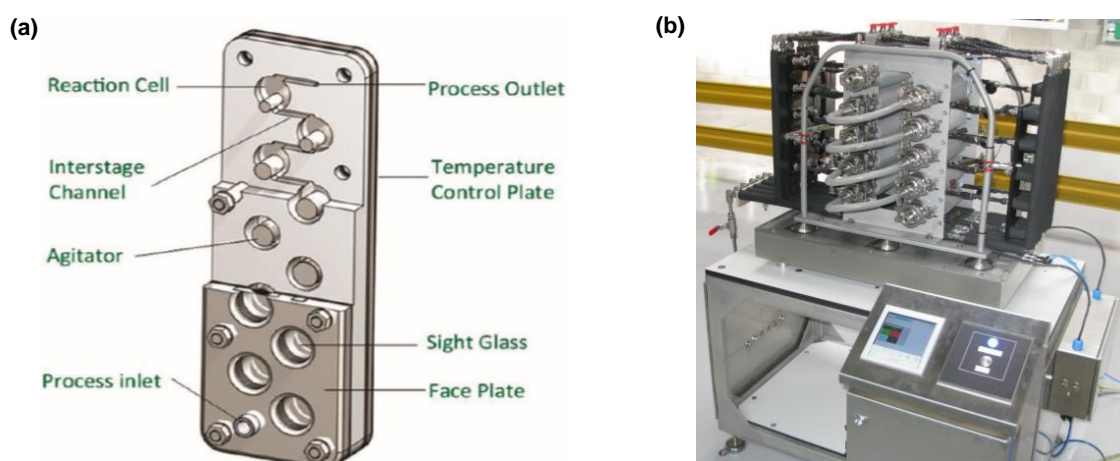 (a)
Reaction Cell
Process Outlet
Interstage
Channel
Temperature
Control Plate
Agitator
Sight Glass
Process inlet
Face Plate
(b)